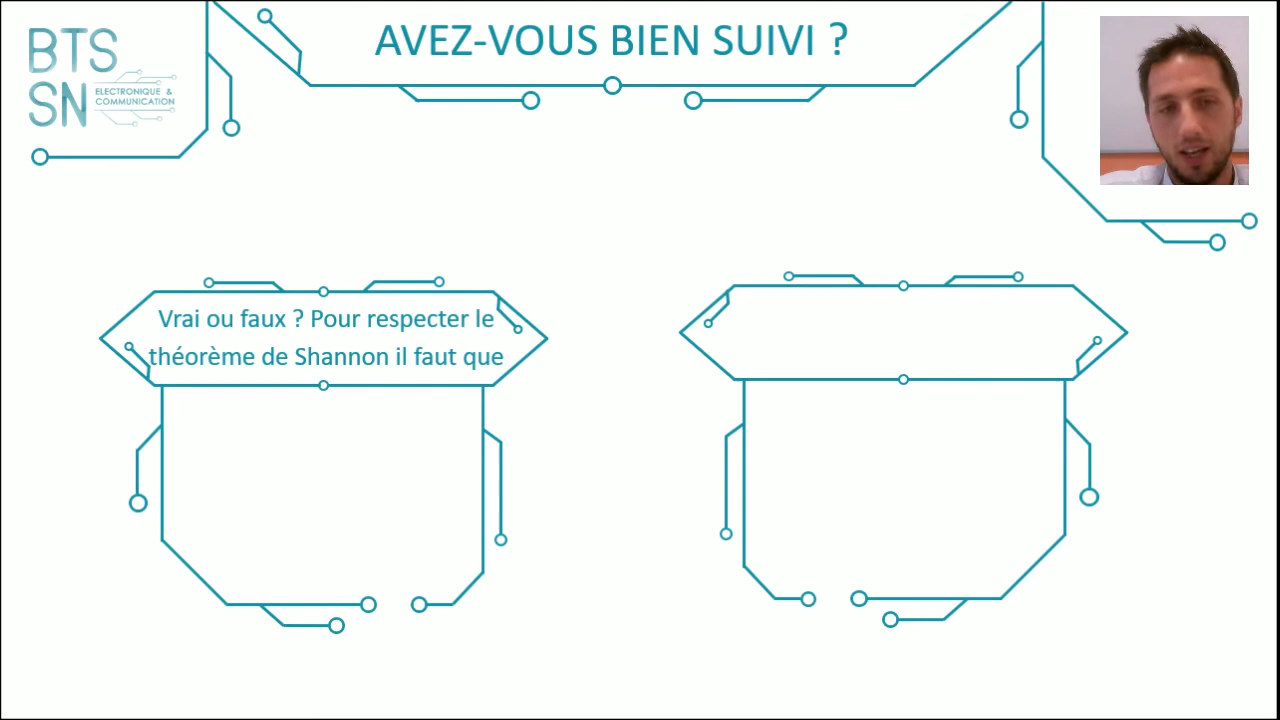 AVEZ-VOUS BIEN SUIVI ?
BTS
SN
ELECTRONIQUE &
COMMUNICATION
Vrai ou faux ? Pour respecter le
théorème de Shannon il faut que